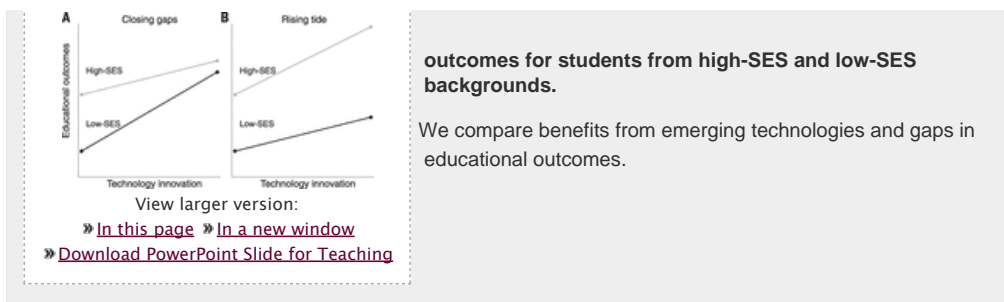 A Closing gaps B Rising tide
Educational outcomes
High-SES High-SES
Low-SES Low-SES
Technology innovation Technology innovation
View larger version:
» In this page » In a new window
» Download PowerPoint Slide for Teaching
outcomes for students from high-SES and low-SES
backgrounds.
We compare benefits from emerging technologies and gaps in
educational outcomes.